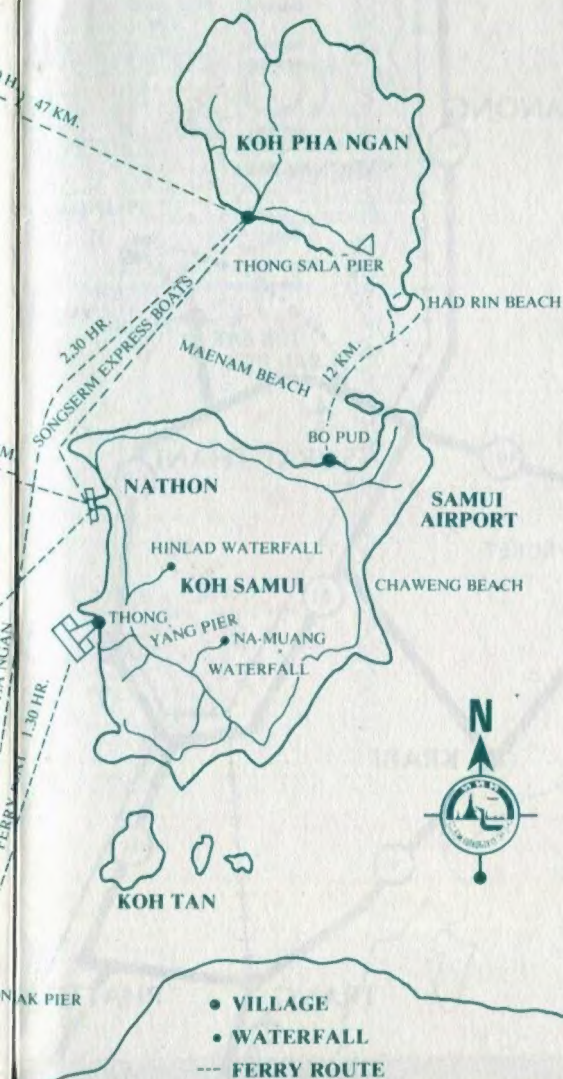 47 KM.
KOH PHA NGAN
THONG SALA PIER
HAD RIN BEACH
2,30 HR.
SONGSERM EXPRESS BOATS
MAENAM BEACH
12 KM.
BO PUD
NATHON
SAMUI
AIRPORT
HINLAD WATERFALL
KOH SAMUI
CHAWENG BEACH
THONG
YANG PIER
NA-MUANG
WATERFALL
NGAN
FERRY
1.30 HR.
N
KOH TAN
AK PIER
VILLAGE
WATERFALL
--- FERRY ROUTE